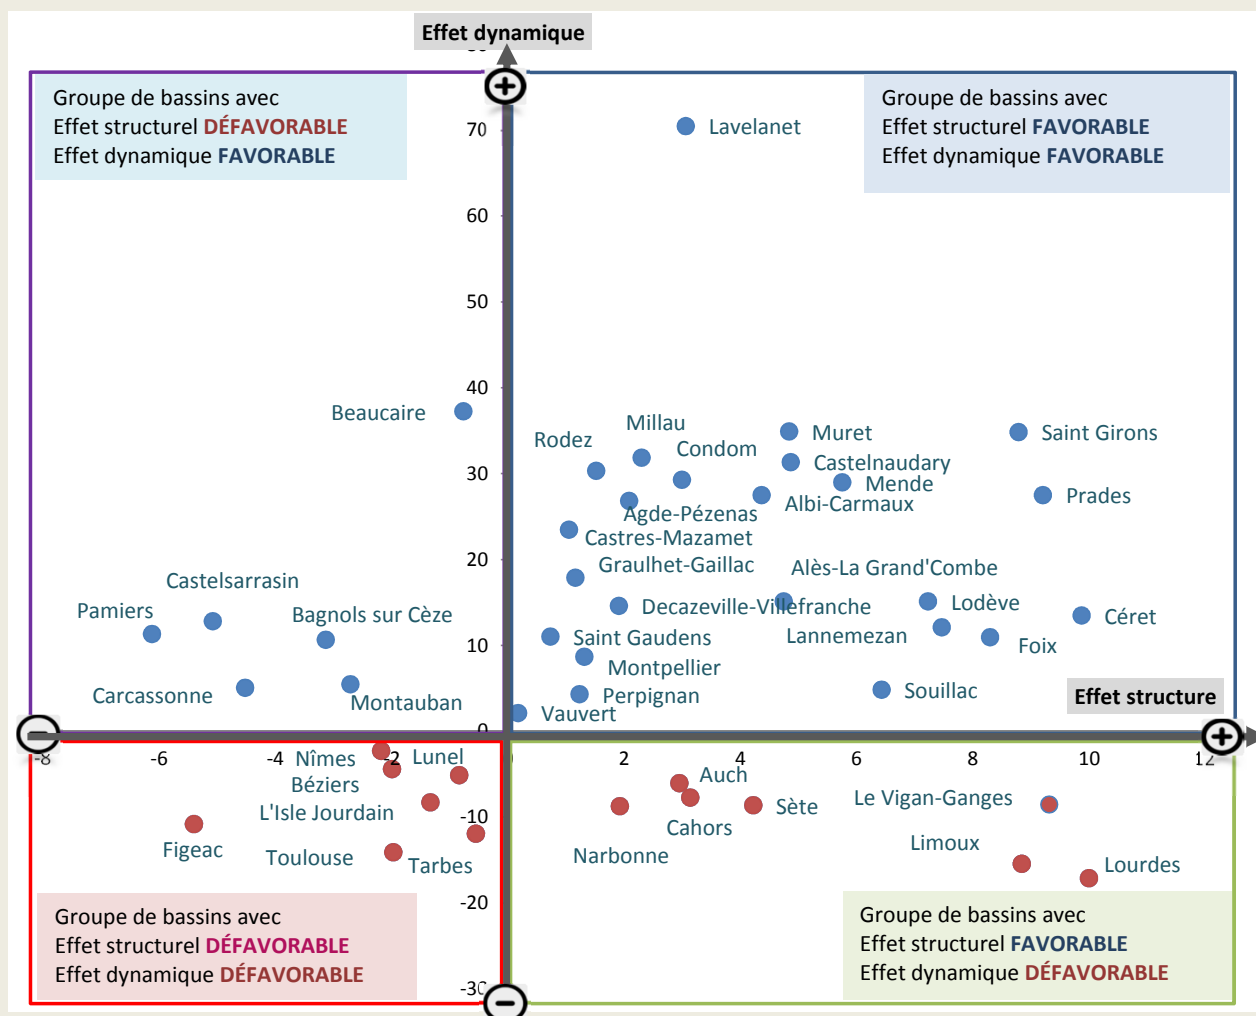 Effet dynamique
Groupe de bassins avec
Effet structurel DÉFAVORABLE
Effet dynamique FAVORABLE
Groupe de bassins avec
Effet structurel FAVORABLE
Effet dynamique FAVORABLE
70
Lavelanet
60
50
40
Beaucaire
Millau
Muret
Saint Girons
Rodez
Condom
Castelnaudary
30
Mende
Prades
Albi-Carmaux
Agde-Pézenas
Castres-Mazamet
20
Graulhet-Gaillac
Alès-La Grand'Combe
Castelsarrasin
Pamiers
Bagnols sur Cèze
Decazeville-Villefranche
Lodève
Céret
10
Saint Gaudens
Lannemezan
Foix
Montpellier
Carcassonne
Montauban
Perpignan
Souillac
Effet structure
Vauvert
0
-8
-6
-4
-2
0
2
4
6
8
10
12
Nîmes
Lunel
Béziers
Auch
Le Vigan-Ganges
L'Isle Jourdain
-10
Cahors
Sète
Figeac
Toulouse
Tarbes
Narbonne
Limoux
Lourdes
-20
Groupe de bassins avec
Effet structurel DÉFAVORABLE
Effet dynamique DÉFAVORABLE
Groupe de bassins avec
Effet structurel FAVORABLE
Effet dynamique DÉFAVORABLE
-30